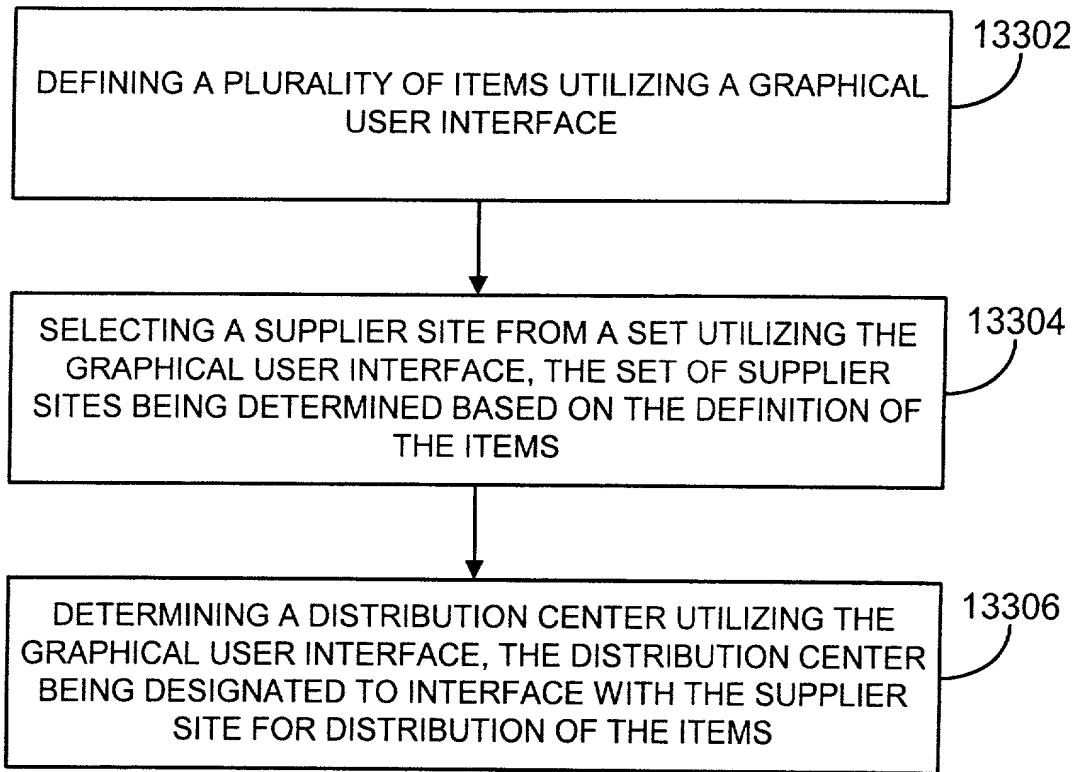 13302
DEFINING A PLURALITY OF ITEMS UTILIZING A GRAPHICAL
USER INTERFACE
13304
SELECTING A SUPPLIER SITE FROM A SET UTILIZING THE
GRAPHICAL USER INTERFACE, THE SET OF SUPPLIER
SITES BEING DETERMINED BASED ON THE DEFINITION OF
THE ITEMS
13306
DETERMINING A DISTRIBUTION CENTER UTILIZING THE
GRAPHICAL USER INTERFACE, THE DISTRIBUTION CENTER
BEING DESIGNATED TO INTERFACE WITH THE SUPPLIER
SITE FOR DISTRIBUTION OF THE ITEMS